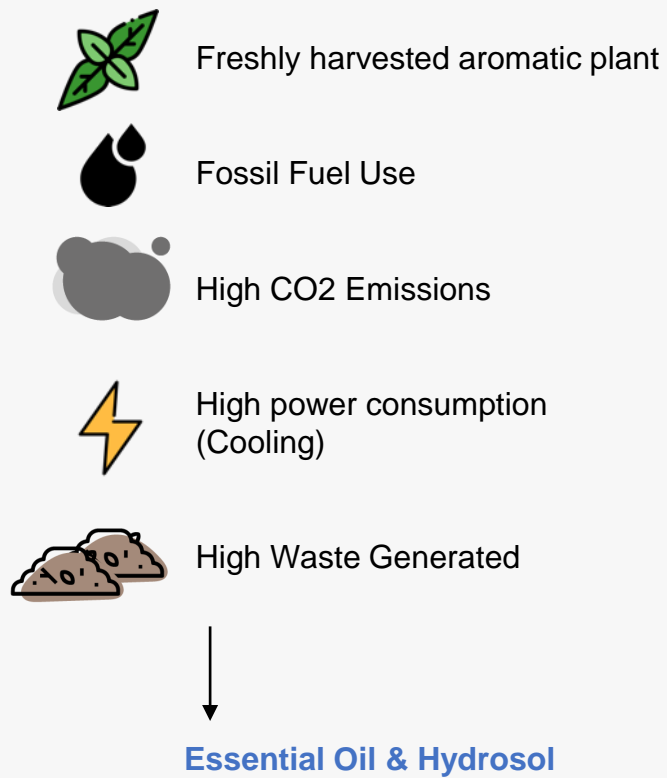 Freshly harvested aromatic plant
Fossil Fuel Use
High CO2 Emissions
High power consumption
(Cooling)
High Waste Generated
Essential Oil & Hydrosol